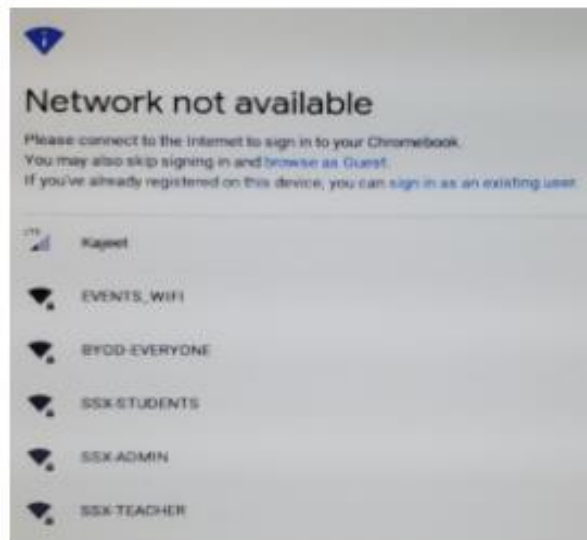 Network not available
Please connect to the Internet to sign in to your Chromebook.
You may also skip signing in and browse as Guest.
If you've already registered on this device, you can sign in as an existing user.
LTE
Kajeet
EVENTS_WIFI
BYOD-EVERYONE
SSX-STUDENTS
SSX-ADMIN
SSX-TEACHER